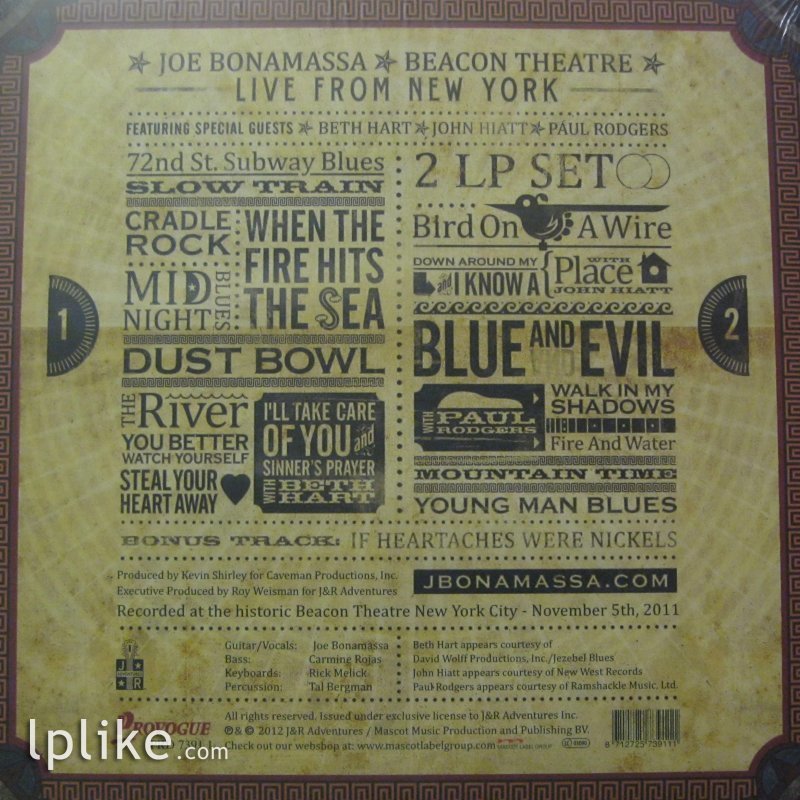 JOE BONAMASSA BEACON THEATRE
LIVE FROM NEW YORK
FEATURING SPECIAL GUESTS BETH HART JOHN HIATT PAUL RODGERS
72nd St. Subway Blues
SLOW TRAIN
CRADLE
ROCK
WHEN THE
FIRE HITS
THE SEA
MID
NIGHT
BLUES
DUST BOWL
THE
River
YOU BETTER
WATCH YOURSELF
STEAL YOUR
HEART AWAY
I'LL TAKE CARE
OF YOU and
SINNER'S PRAYER
WITH BETH
HART
1
2 LP SET
Bird On A Wire
DOWN AROUND MY
Place
WITH
JOHN HIATT
and I KNOW A
BLUE AND EVIL
WITH
PAUL
RODGERS
WALK IN MY
SHADOWS
Fire And Water
MOUNTAIN TIME
YOUNG MAN BLUES
2
BONUS TRACK: IF HEARTACHES WERE NICKELS
Produced by Kevin Shirley for Caveman Productions, Inc.
Executive Produced by Roy Weisman for J&R Adventures
JBONAMASSA.COM
Recorded at the historic Beacon Theatre New York City - November 5th, 2011
J
ADVENTURES
R
Guitar/Vocals: Joe Bonamassa
Bass: Carming Rojas
Keyboards: Rick Melick
Percussion: Tal Bergman
Beth Hart appears courtesy of
David Wolff Productions, Inc./Jezebel Blues
John Hiatt appears courtesy of New West Records
Paul Rodgers appears courtesy of Ramshackle Music, Ltd.
PROVOGUE
All rights reserved. Issued under exclusive license to J&R Adventures Inc.
℗ & © 2012 J&R Adventures / Mascot Music Production and Publishing BV.
Check out our webshop at: www.mascotlabelgroup.com
MASCOT LABEL GROUP
8 712725 739111
lplike.com